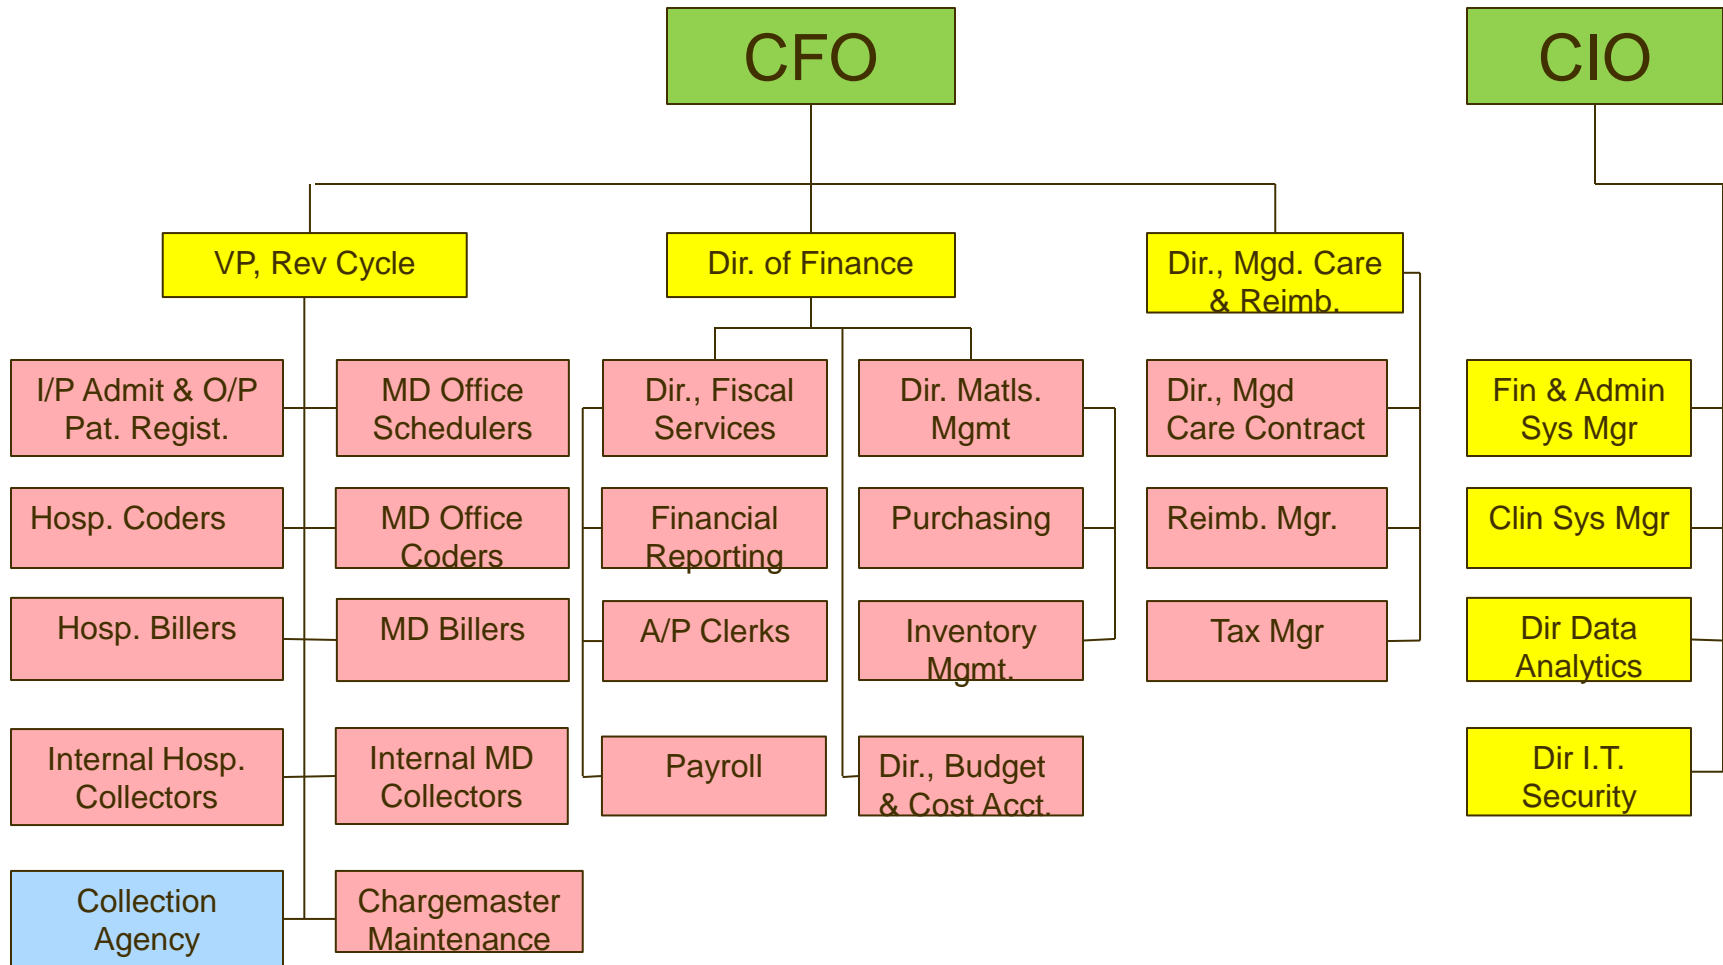 CFO
CIO
VP, Rev Cycle
Dir. of Finance
Dir., Mgd. Care
& Reimb.
I/P Admit & O/P
Pat. Regist.
MD Office
Schedulers
Dir., Fiscal
Services
Dir. Matls.
Mgmt
Dir., Mgd
Care Contract
Fin & Admin
Sys Mgr
Hosp. Coders
MD Office
Coders
Financial
Reporting
Purchasing
Reimb. Mgr.
Clin Sys Mgr
Hosp. Billers
MD Billers
A/P Clerks
Inventory
Mgmt.
Tax Mgr
Dir Data
Analytics
Internal Hosp.
Collectors
Internal MD
Collectors
Payroll
Dir., Budget
& Cost Acct.
Dir I.T.
Security
Collection
Agency
Chargemaster
Maintenance